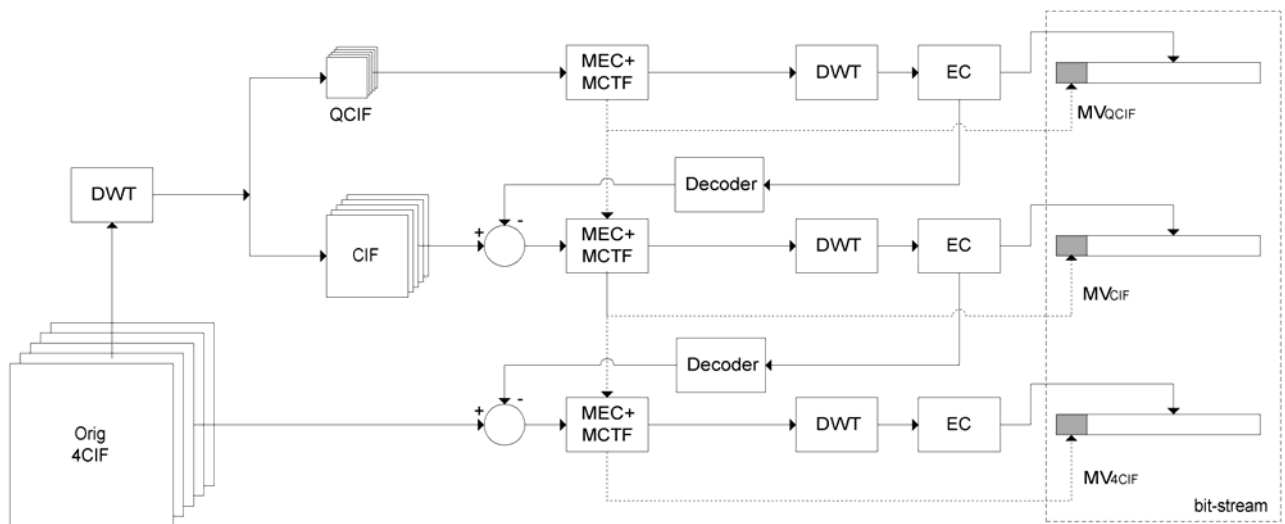 MEC+
MCTF
DWT
EC
QCIF
MVQCIF
DWT
Decoder
+
-
CIF
MEC+
MCTF
DWT
EC
MVCIF
Decoder
+
-
Orig
4CIF
MEC+
MCTF
DWT
EC
MV4CIF
bit-stream